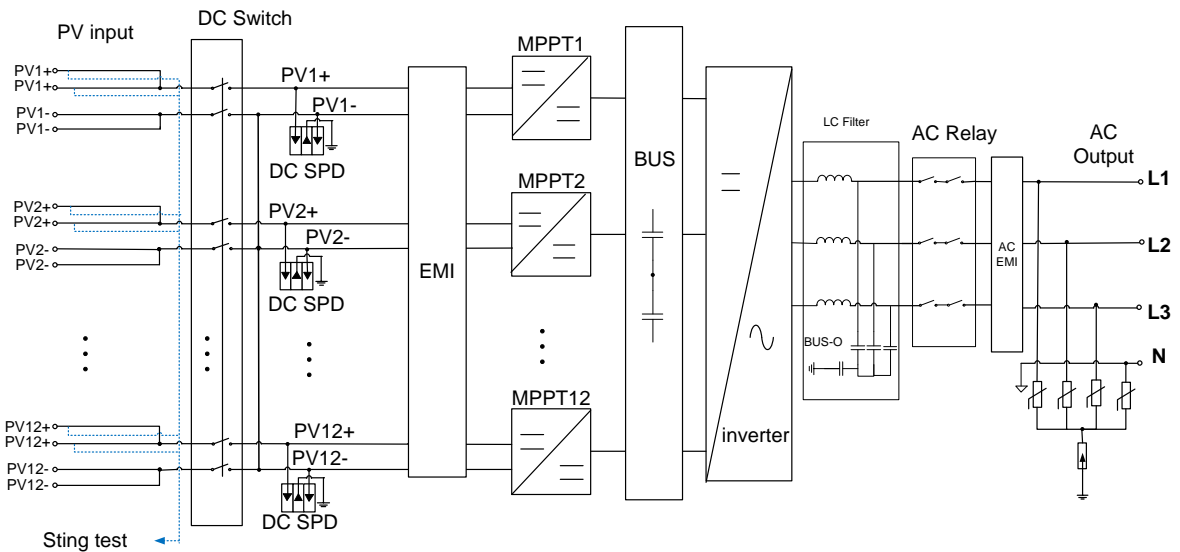 PV input
DC Switch
PV1+
PV1+
PV1-
PV1-
PV1+
PV1-
DC SPD
PV2+
PV2+
PV2-
PV2-
PV2+
PV2-
DC SPD
PV12+
PV12+
PV12-
PV12-
PV12+
PV12-
DC SPD
Sting test
EMI
MPPT1
MPPT2
MPPT12
BUS
inverter
LC Filter
BUS-O
AC Relay
AC
EMI
AC
Output
L1
L2
L3
N